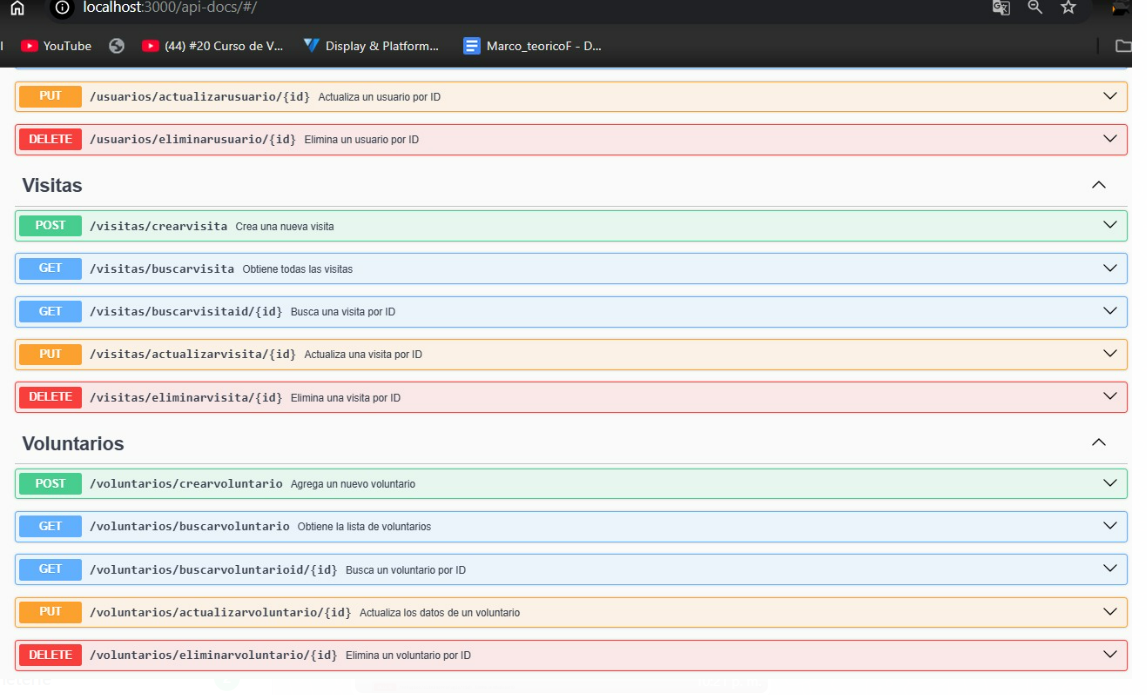 localhost:3000/api-docs/#/
YouTube (44) #20 Curso de V... Display & Platform... Marco_teoricoF - D...
PUT /usuarios/actualizarusuario/{id} Actualiza un usuario por ID
DELETE /usuarios/eliminarusuario/{id} Elimina un usuario por ID
Visitas
POST /visitas/crearvisita Crea una nueva visita
GET /visitas/buscarvisita Obtiene todas las visitas
GET /visitas/buscarvisitaid/{id} Busca una visita por ID
PUT /visitas/actualizarvisita/{id} Actualiza una visita por ID
DELETE /visitas/eliminarvisita/{id} Elimina una visita por ID
Voluntarios
POST /voluntarios/crearvoluntario Agrega un nuevo voluntario
GET /voluntarios/buscarvoluntario Obtiene la lista de voluntarios
GET /voluntarios/buscarvoluntarioid/{id} Busca un voluntario por ID
PUT /voluntarios/actualizarvoluntario/{id} Actualiza los datos de un voluntario
DELETE /voluntarios/eliminarvoluntario/{id} Elimina un voluntario por ID